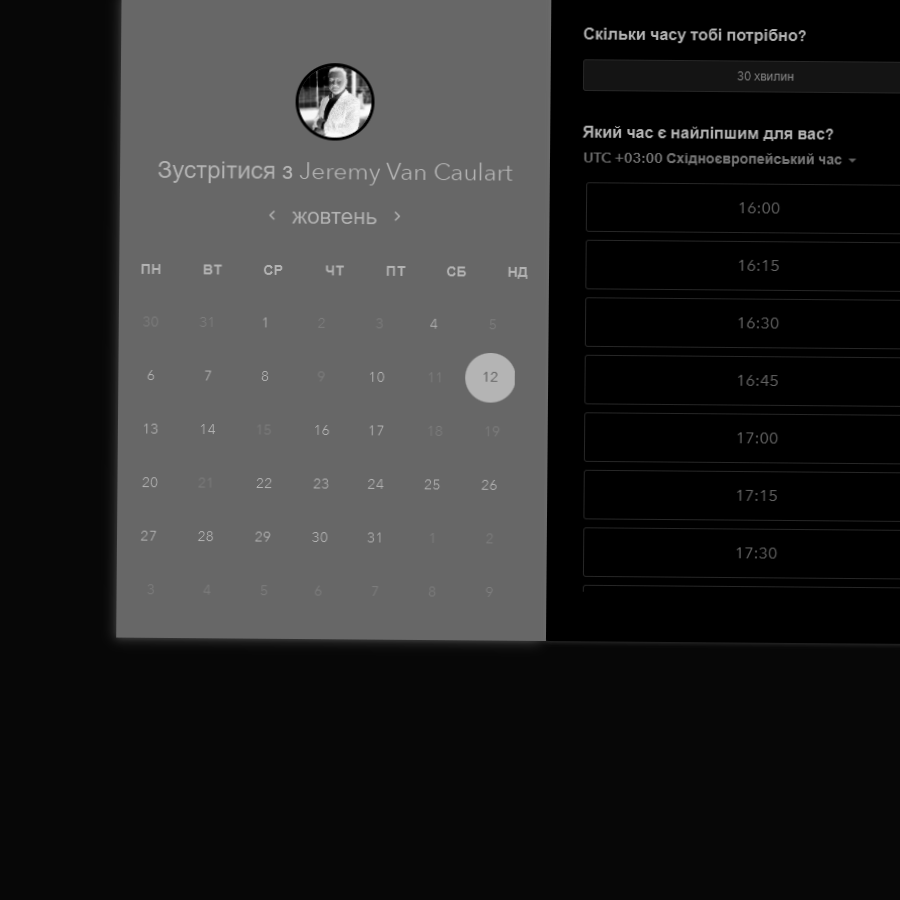 Зустрітися з Jeremy Van Caulart
‹ жовтень ›
ПН ВТ СР ЧТ ПТ СБ НД
30 31 1 2 3 4 5
6 7 8 9 10 11 12
13 14 15 16 17 18 19
20 21 22 23 24 25 26
27 28 29 30 31 1 2
3 4 5 6 7 8 9
Скільки часу тобі потрібно?
30 хвилин
Який час є найліпшим для вас?
UTC +03:00 Східноєвропейський час
16:00
16:15
16:30
16:45
17:00
17:15
17:30